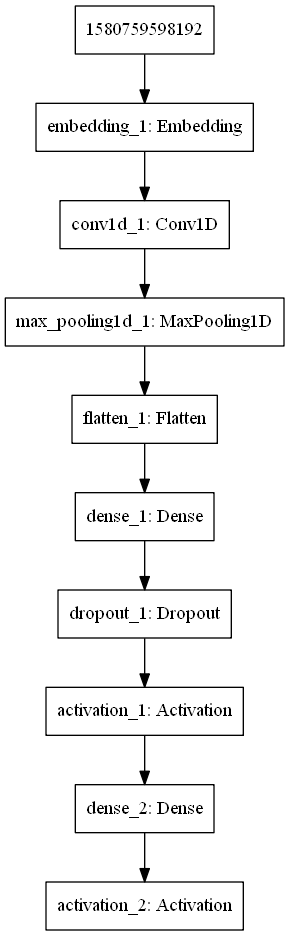 1580759598192
embedding_1: Embedding
conv1d_1: Conv1D
max_pooling1d_1: MaxPooling1D
flatten_1: Flatten
dense_1: Dense
dropout_1: Dropout
activation_1: Activation
dense_2: Dense
activation_2: Activation